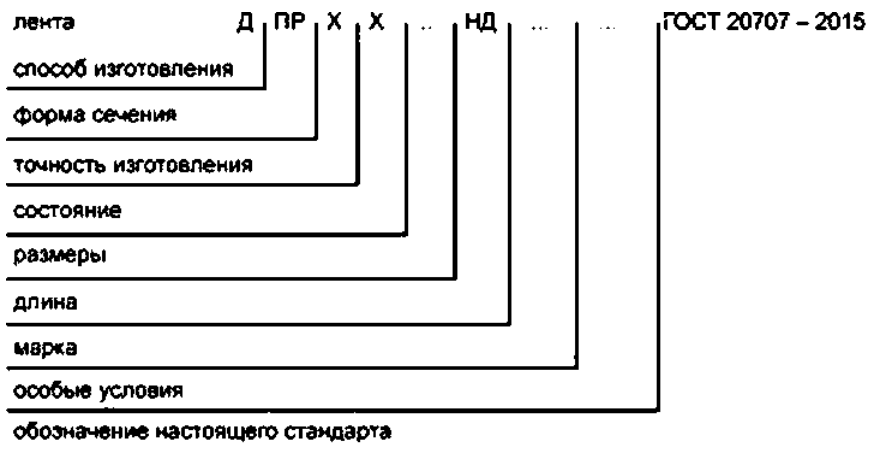 лента Д ПР Х Х ... НД ... ... ГОСТ 20707 – 2015
способ изготовления
форма сечения
точность изготовления
состояние
размеры
длина
марка
особые условия
обозначение настоящего стандарта